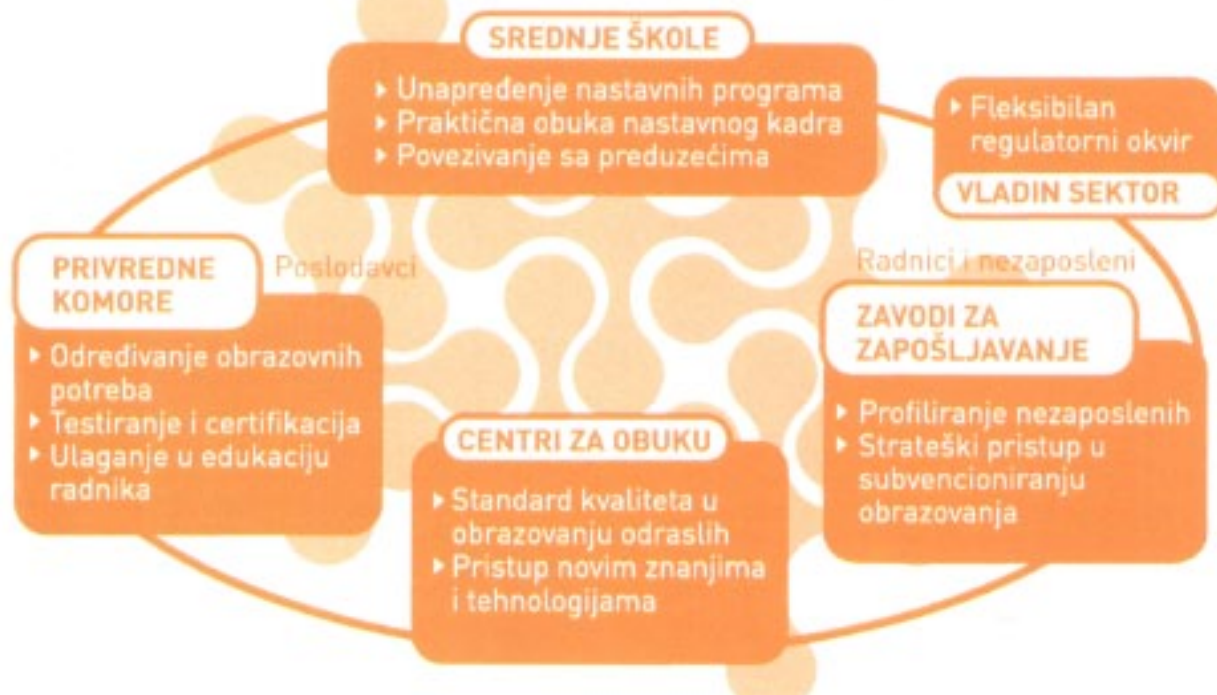 SREDNJE ŠKOLE
▸ Unapređenje nastavnih programa
▸ Praktična obuka nastavnog kadra
▸ Povezivanje sa preduzećima
▸ Fleksibilan
regulatorni okvir
VLADIN SEKTOR
PRIVREDNE
KOMORE
Poslodavci
▸ Određivanje obrazovnih
potreba
▸ Testiranje i certifikacija
▸ Ulaganje u edukaciju
radnika
Radnici i nezaposleni
ZAVODI ZA
ZAPOŠLJAVANJE
▸ Profiliranje nezaposlenih
▸ Strateški pristup u
subvencioniranju
obrazovanja
CENTRI ZA OBUKU
▸ Standard kvaliteta u
obrazovanju odraslih
▸ Pristup novim znanjima
i tehnologijama